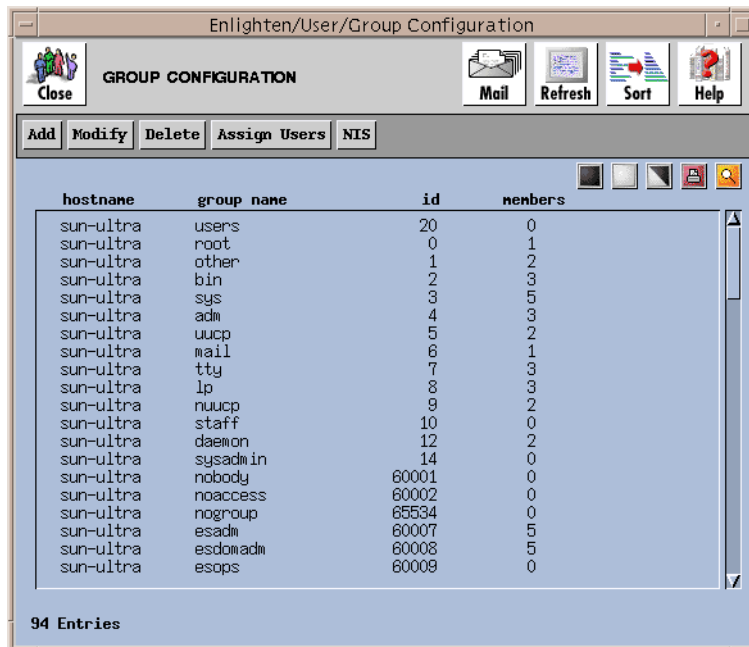 Enlighten/User/Group Configuration
Close GROUP CONFIGURATION Mail Refresh Sort Help
Add Modify Delete Assign Users NIS
hostname group name id members
sun-ultra users 20 0
sun-ultra root 0 1
sun-ultra other 1 2
sun-ultra bin 2 3
sun-ultra sys 3 5
sun-ultra adm 4 3
sun-ultra uucp 5 2
sun-ultra mail 6 1
sun-ultra tty 7 3
sun-ultra lp 8 3
sun-ultra nuucp 9 2
sun-ultra staff 10 0
sun-ultra daemon 12 2
sun-ultra sysadmin 14 0
sun-ultra nobody 60001 0
sun-ultra noaccess 60002 0
sun-ultra nogroup 65534 0
sun-ultra esadm 60007 5
sun-ultra esdomadm 60008 5
sun-ultra esops 60009 0
94 Entries